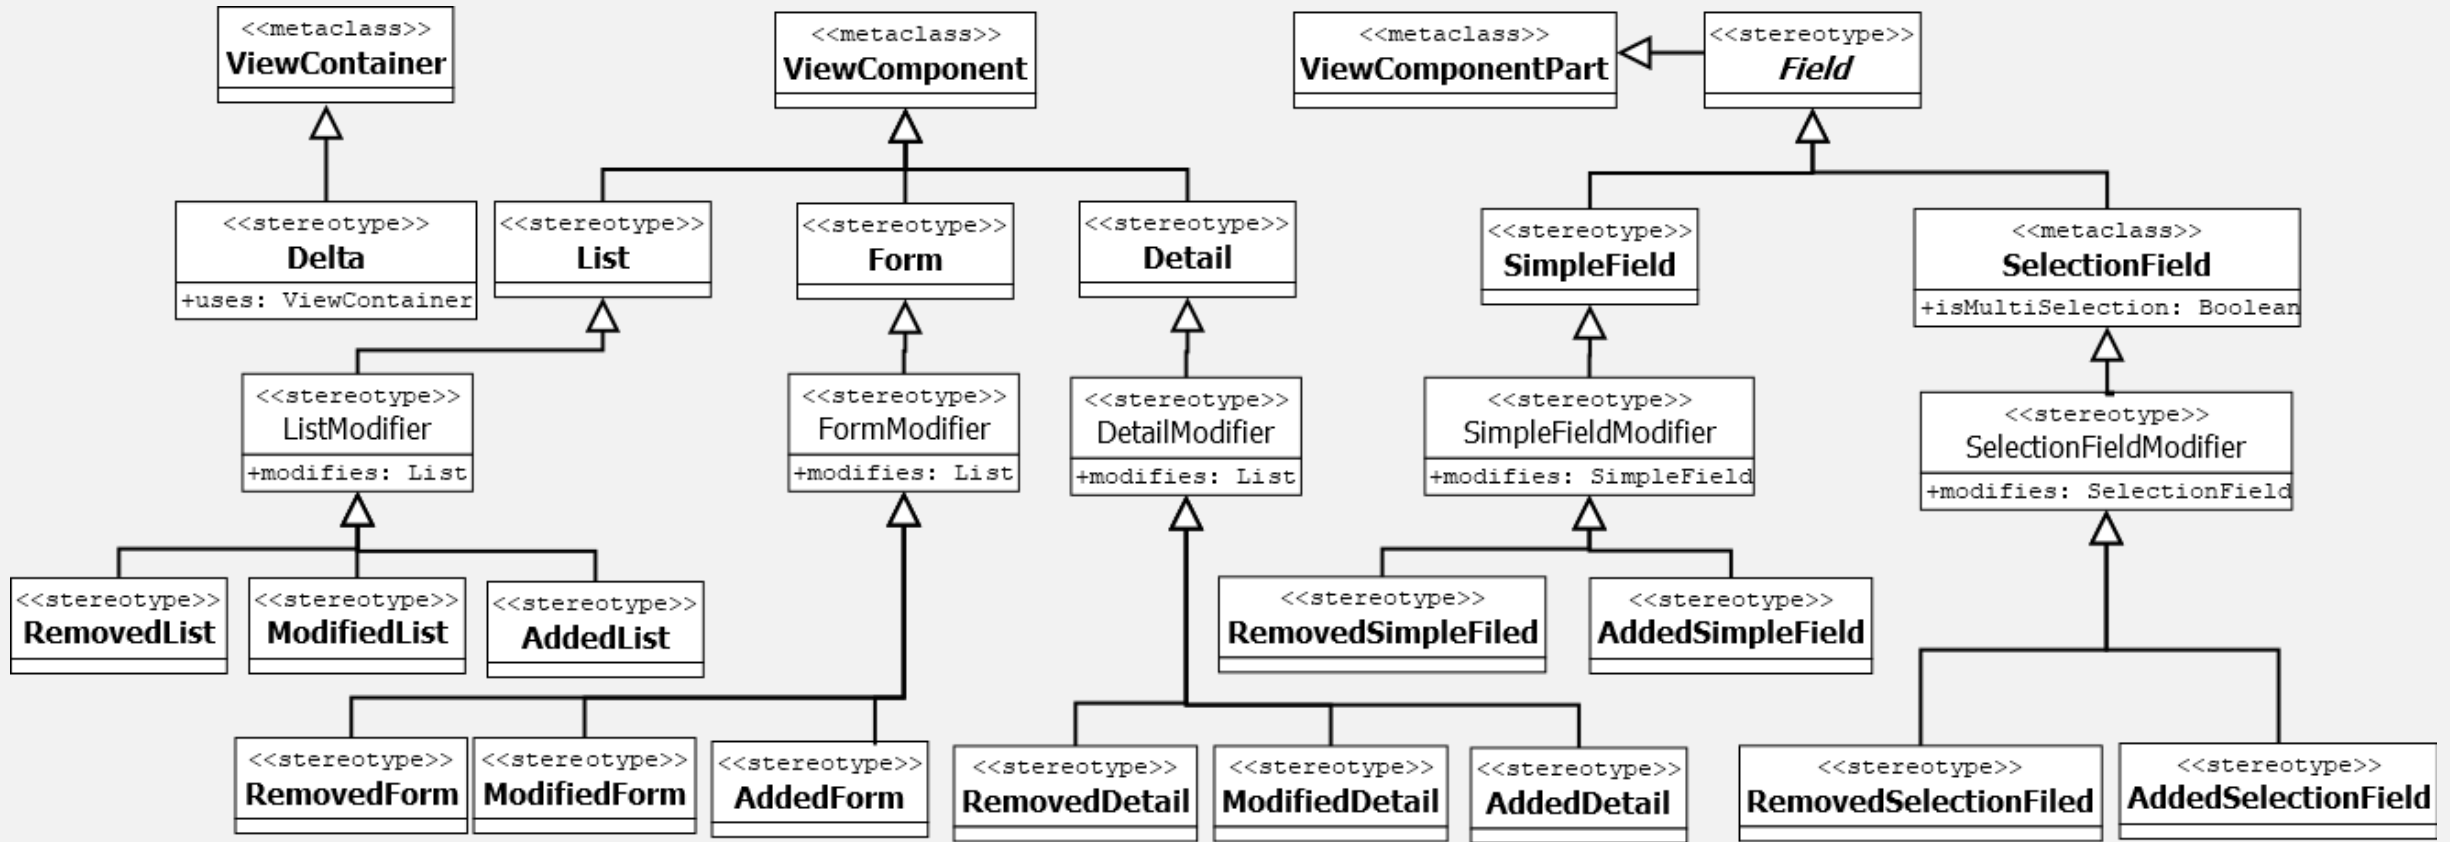 <<metaclass>>
ViewContainer
<<metaclass>>
ViewComponent
<<metaclass>>
ViewComponentPart
<<stereotype>>
Field
<<stereotype>>
Delta
+uses: ViewContainer
<<stereotype>>
List
<<stereotype>>
Form
<<stereotype>>
Detail
<<stereotype>>
SimpleField
<<metaclass>>
SelectionField
+isMultiSelection: Boolean
<<stereotype>>
ListModifier
+modifies: List
<<stereotype>>
FormModifier
+modifies: List
<<stereotype>>
DetailModifier
+modifies: List
<<stereotype>>
SimpleFieldModifier
+modifies: SimpleField
<<stereotype>>
SelectionFieldModifier
+modifies: SelectionField
<<stereotype>>
RemovedList
<<stereotype>>
ModifiedList
<<stereotype>>
AddedList
<<stereotype>>
RemovedSimpleFiled
<<stereotype>>
AddedSimpleField
<<stereotype>>
RemovedForm
<<stereotype>>
ModifiedForm
<<stereotype>>
AddedForm
<<stereotype>>
RemovedDetail
<<stereotype>>
ModifiedDetail
<<stereotype>>
AddedDetail
<<stereotype>>
RemovedSelectionFiled
<<stereotype>>
AddedSelectionField